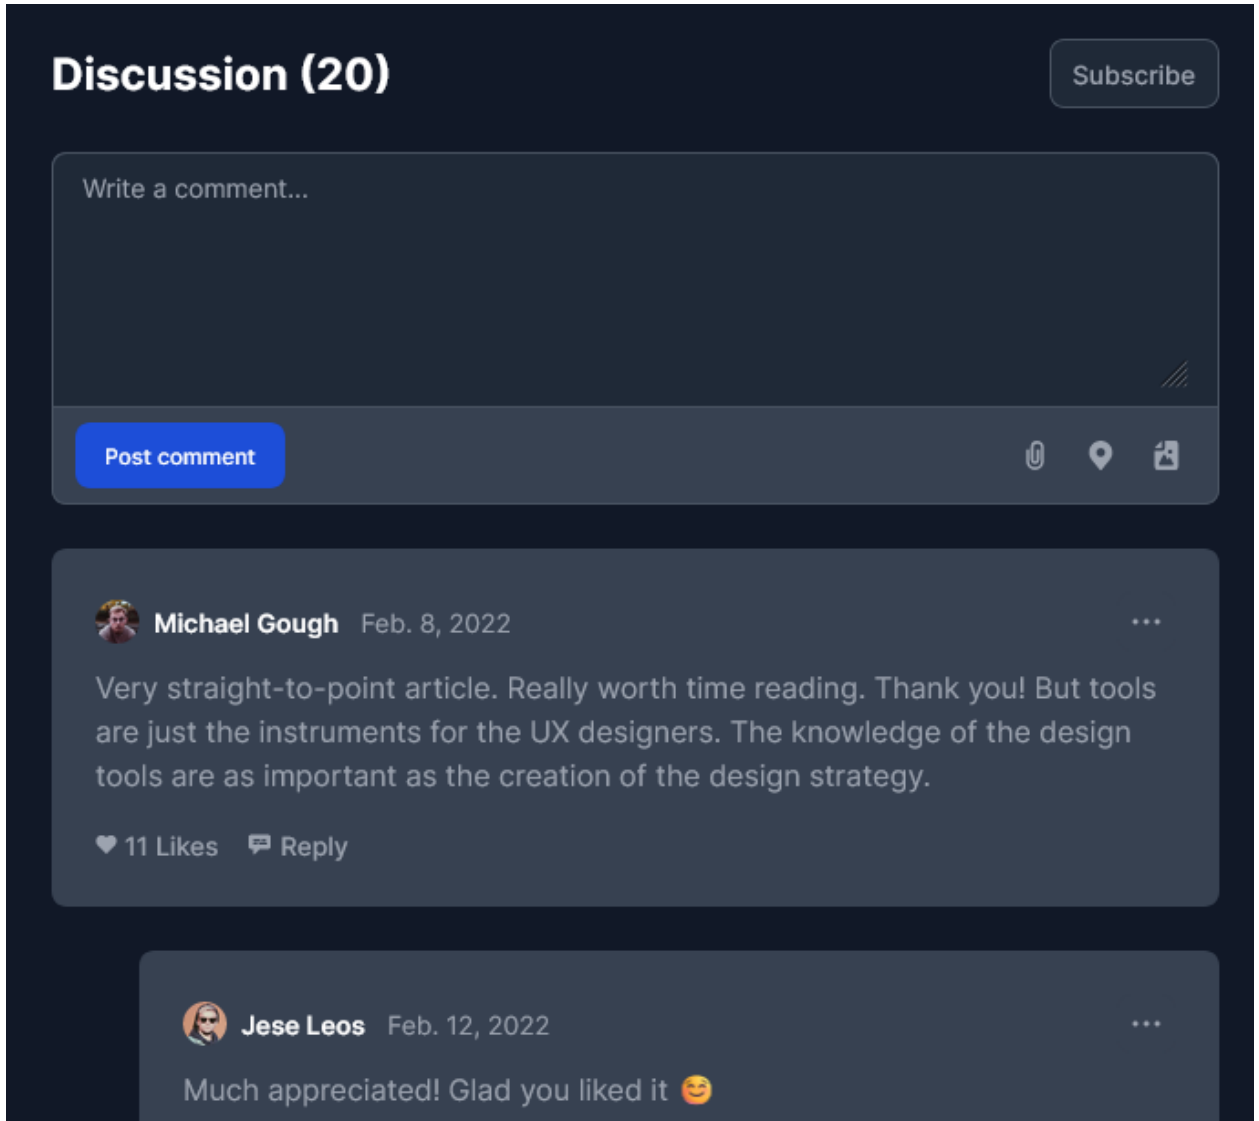 Discussion (20)
Subscribe
Write a comment...
Post comment
Michael Gough Feb. 8, 2022
Very straight-to-point article. Really worth time reading. Thank you! But tools
are just the instruments for the UX designers. The knowledge of the design
tools are as important as the creation of the design strategy.
11 Likes Reply
Jese Leos Feb. 12, 2022
Much appreciated! Glad you liked it 😊